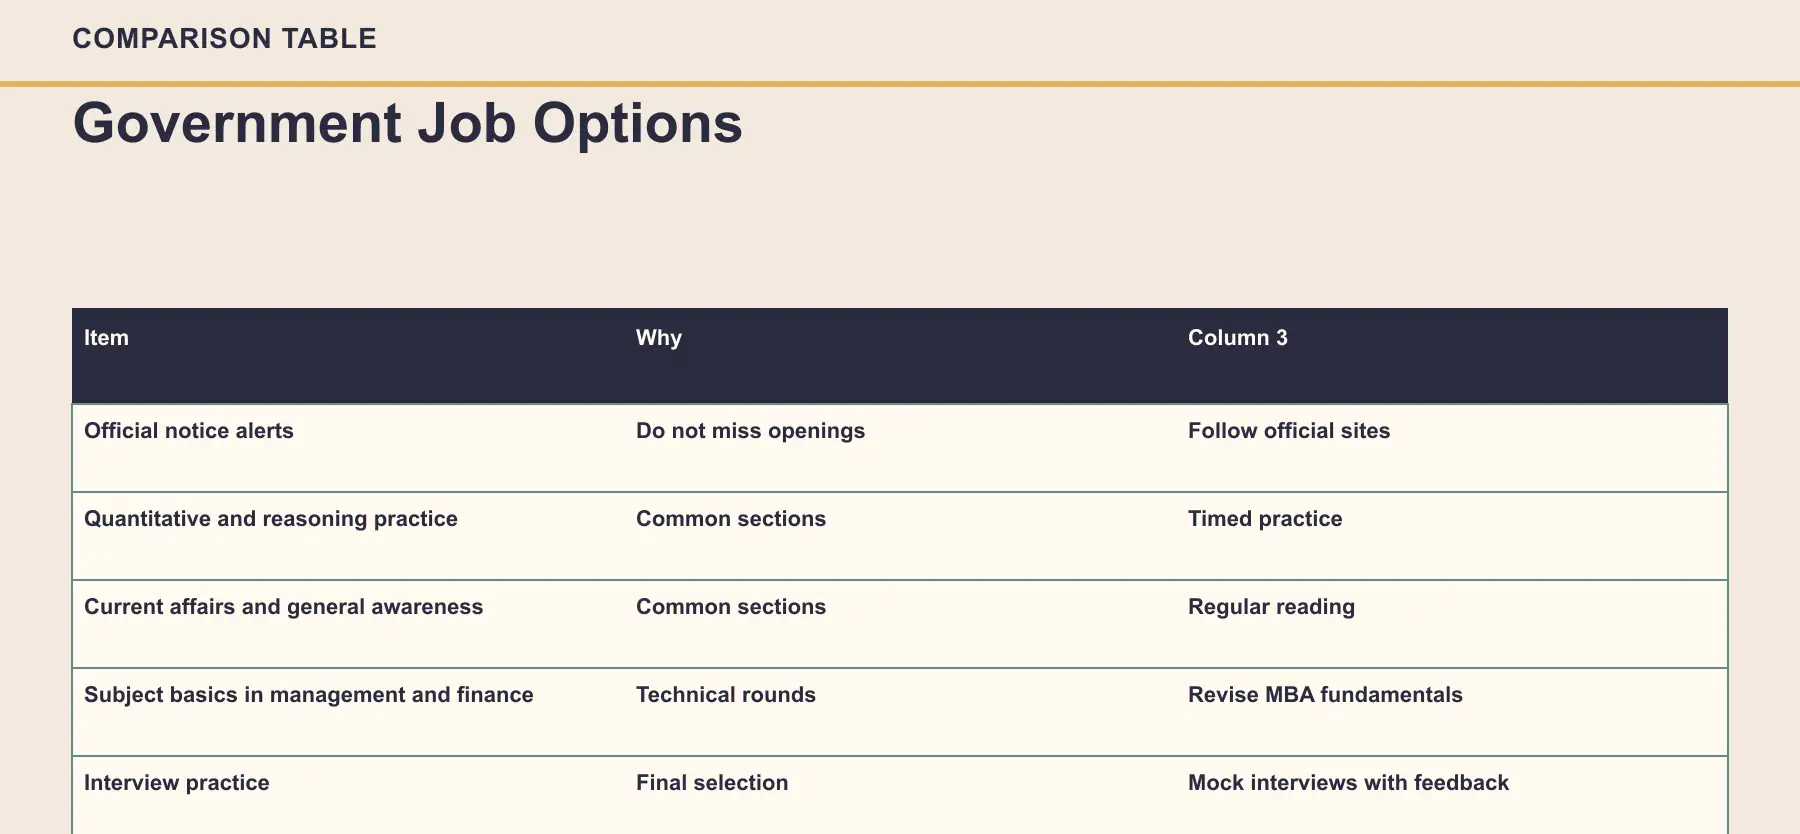 COMPARISON TABLE
Government Job Options
Item Why Column 3
Official notice alerts Do not miss openings Follow official sites
Quantitative and reasoning practice Common sections Timed practice
Current affairs and general awareness Common sections Regular reading
Subject basics in management and finance Technical rounds Revise MBA fundamentals
Interview practice Final selection Mock interviews with feedback